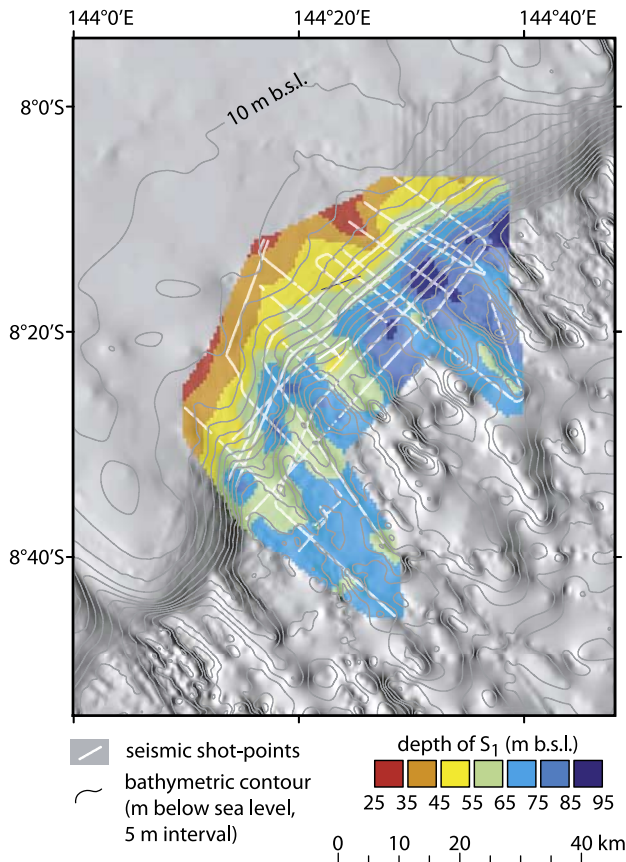 144°0'E 144°20'E 144°40'E
8°0'S
10 m b.s.l.
8°20'S
8°40'S
seismic shot-points
bathymetric contour
(m below sea level,
5 m interval)
depth of S1 (m b.s.l.)
25 35 45 55 65 75 85 95
0 10 20 40 km